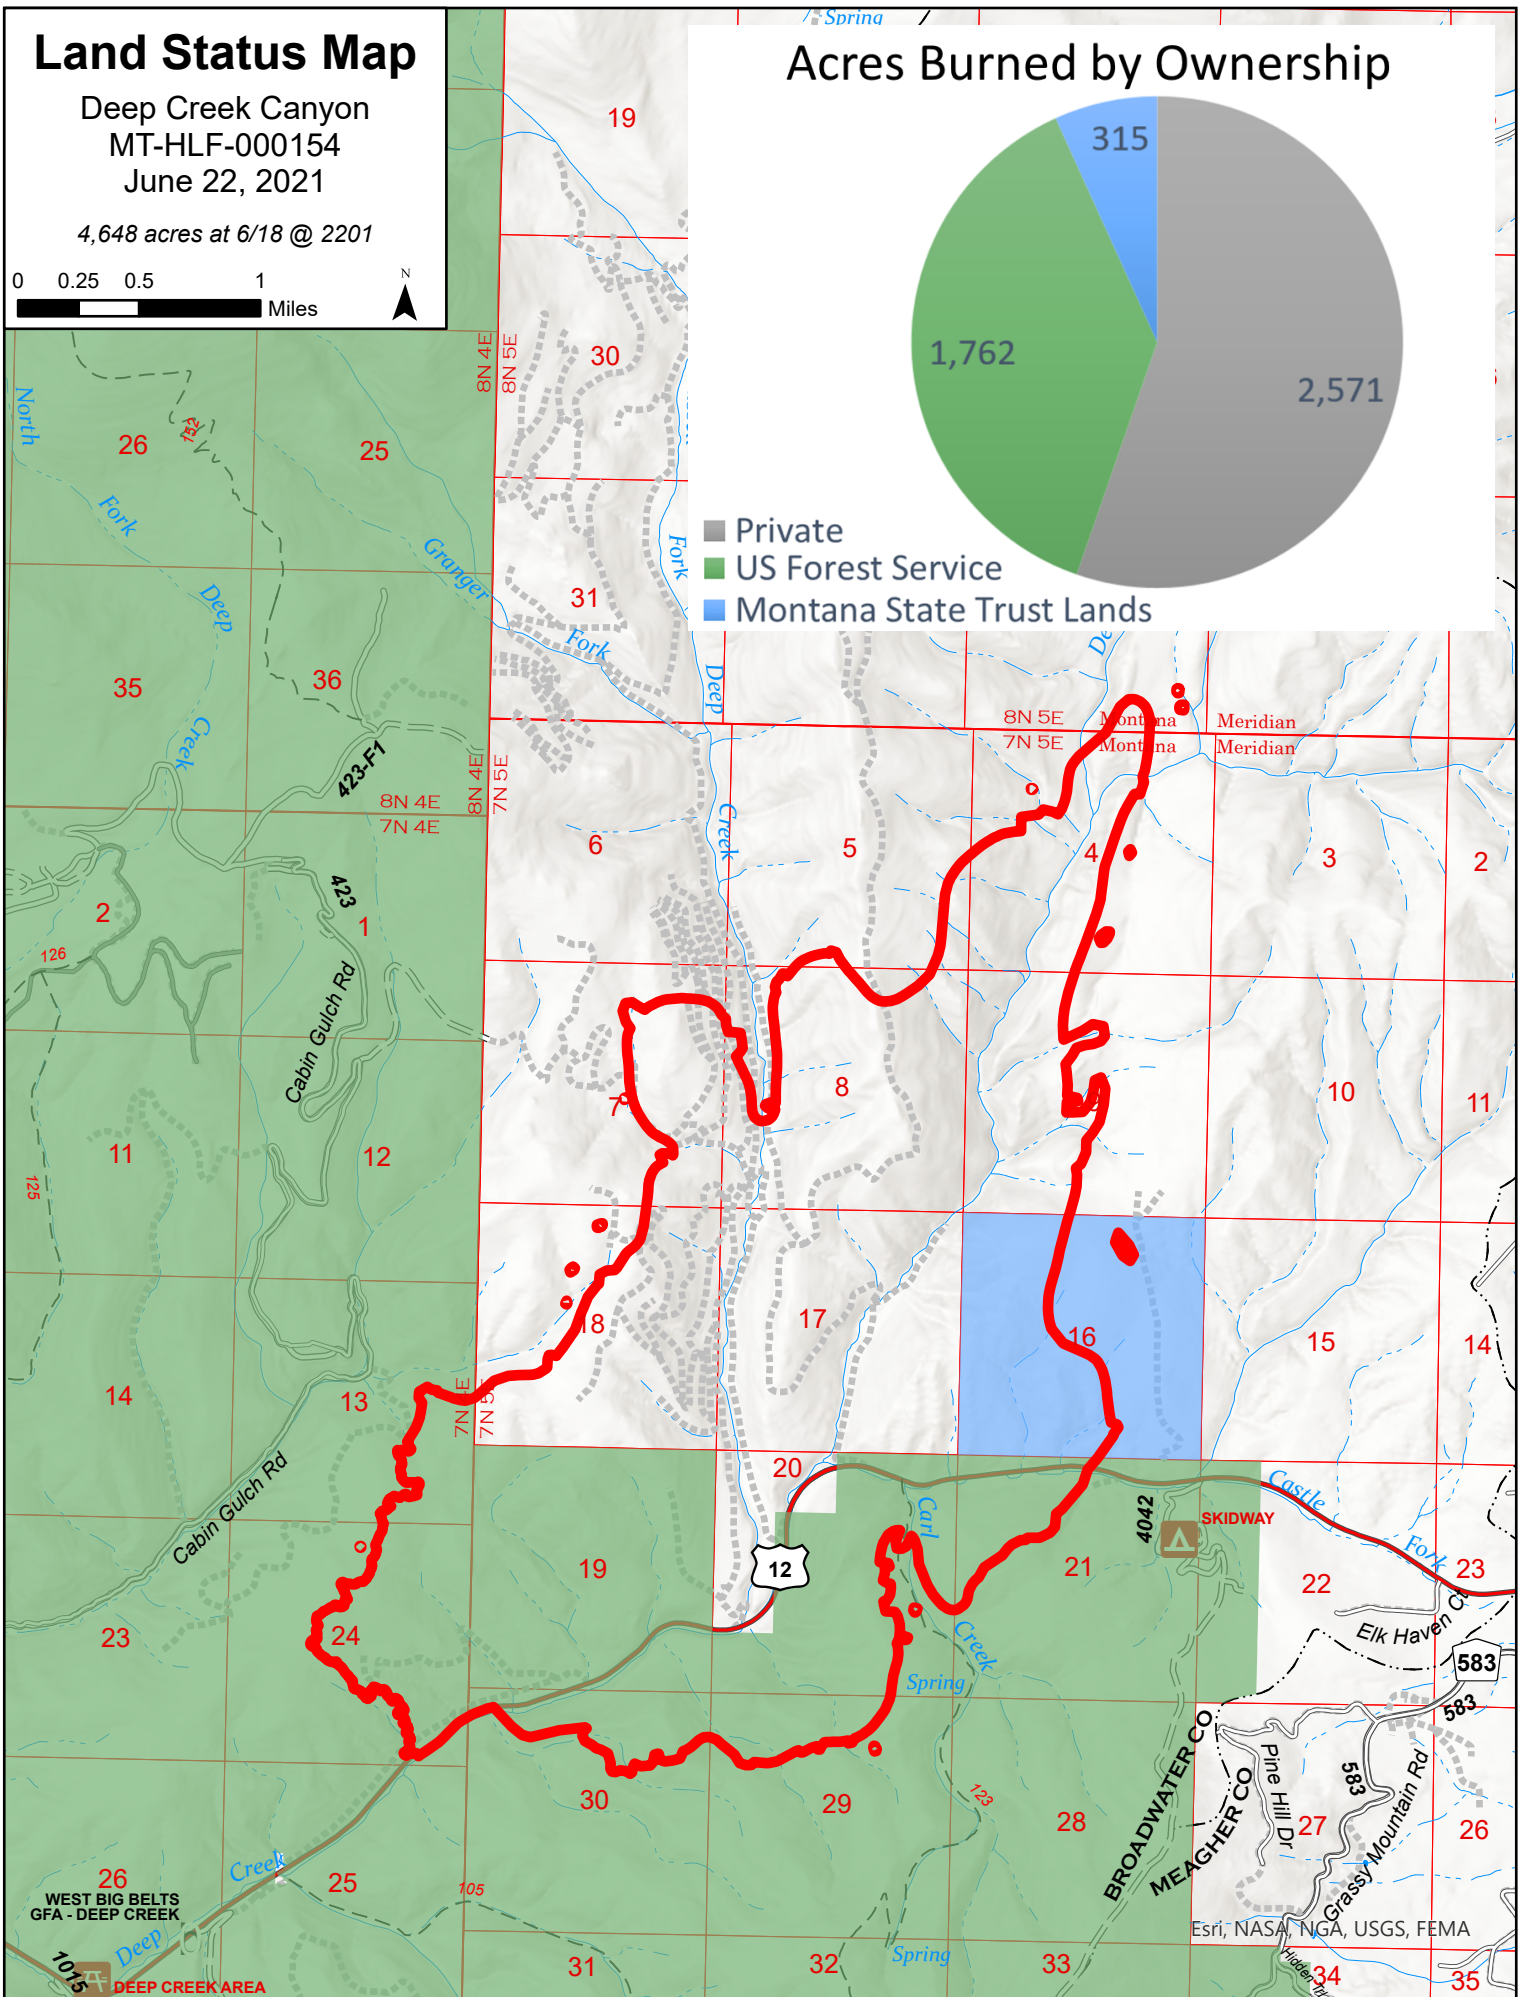 Land Status Map
Deep Creek Canyon
MT-HLF-000154
June 22, 2021
4,648 acres at 6/18 @ 2201
0 0.25 0.5 1
Miles
N
Spring
Acres Burned by Ownership
315
1,762
2,571
Private
US Forest Service
Montana State Trust Lands
19
30
8N 4E
8N 5E
North
Fork
Deep
Creek
26
152
25
Granger
Fork
31
Fork
Deep
Creek
35
36
423-F1
8N 4E
7N 4E
8N 4E
7N 5E
8N 5E Montana Meridian
7N 5E Montana Meridian
6
5
4
3
2
2
423
1
126
Cabin Gulch Rd
7
8
9
10
11
11
12
125
18
17
16
15
14
14
13
7N 4E
7N 5E
Cabin Gulch Rd
20
12
Carl
Creek
4042
SKIDWAY
Castle
Fork
19
21
22
23
23
24
Elk Haven Ct
583
583
Spring
BROADWATER CO
MEAGHER CO
Pine Hill Dr
583
Grassy Mountain Rd
30
29
123
28
27
26
26
WEST BIG BELTS
GFA - DEEP CREEK
Creek
Deep
25
105
Esri, NASA, NGA, USGS, FEMA
1015
DEEP CREEK AREA
31
32
Spring
33
34
35